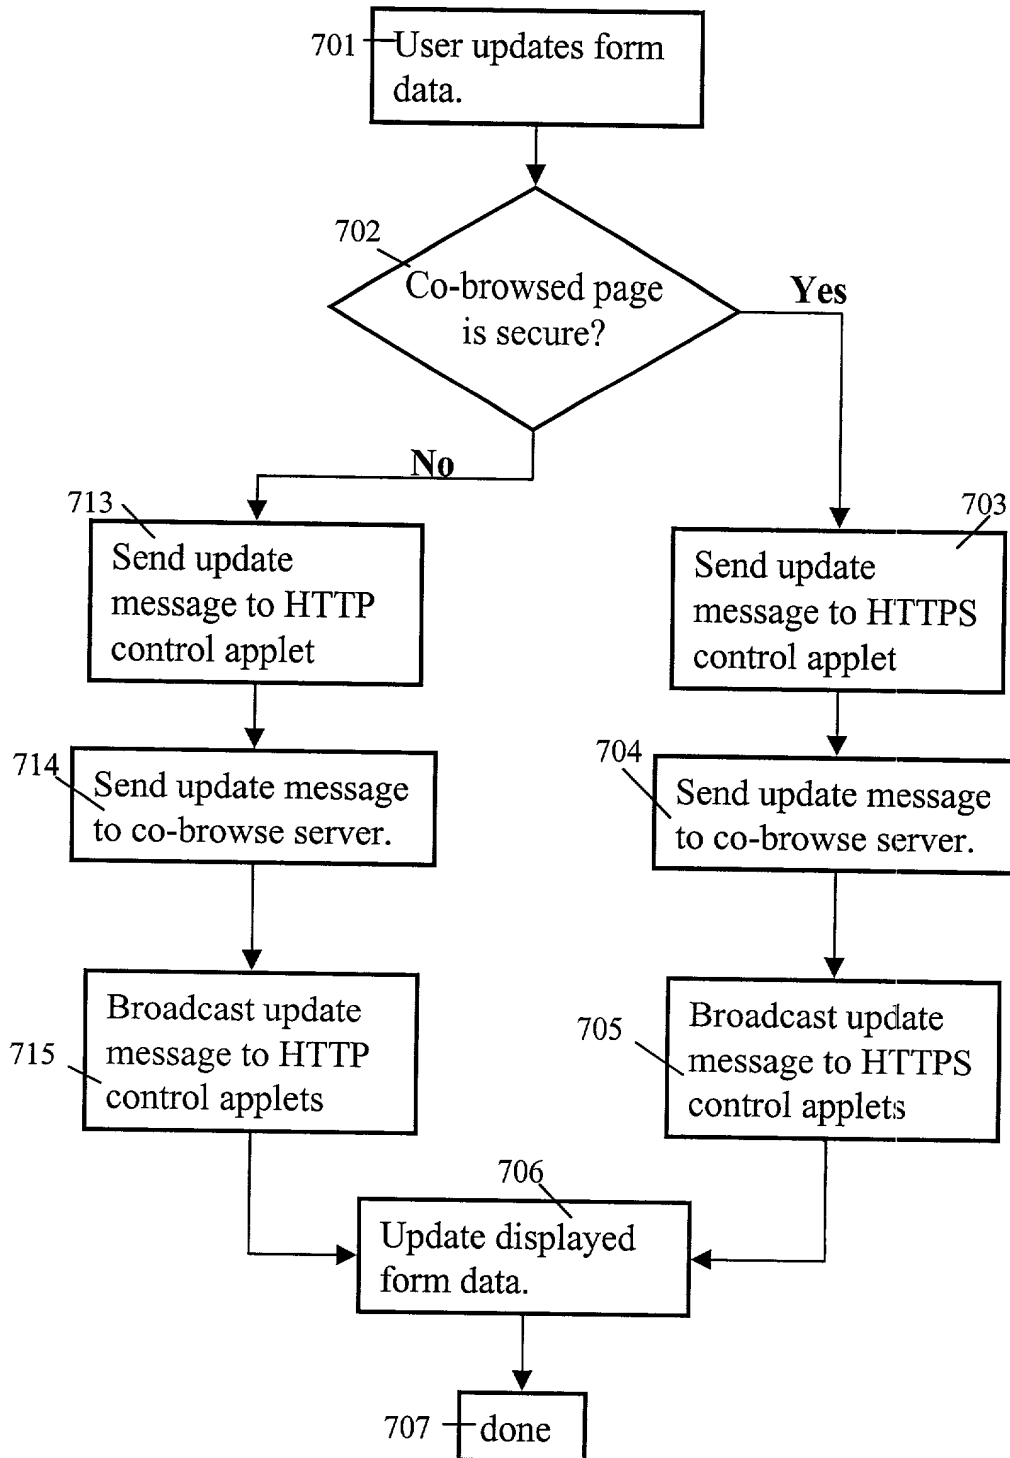 701
User updates form
data.
702
Co-browsed page
is secure?
Yes
No
713
Send update
message to HTTP
control applet
703
Send update
message to HTTPS
control applet
714
Send update message
to co-browse server.
704
Send update message
to co-browse server.
715
Broadcast update
message to HTTP
control applets
705
Broadcast update
message to HTTPS
control applets
706
Update displayed
form data.
707
done